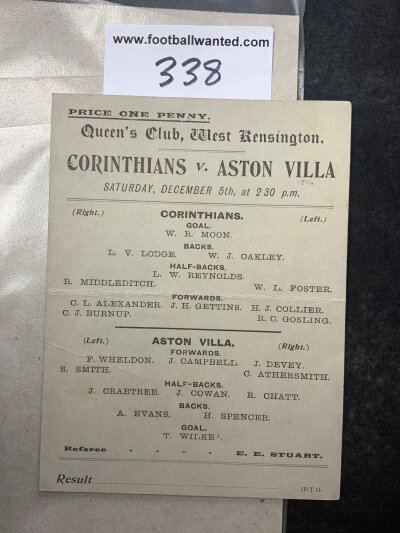 www.footballwanted.com
338
PRICE ONE PENNY.
Queen's Club, West Kensington.
CORINTHIANS v. ASTON VILLA
SATURDAY, DECEMBER 5th, at 2 30 p.m.
1896
(Right.) CORINTHIANS. (Left.)
GOAL.
W. R. MOON.
BACKS.
L. V. LODGE. W. J. OAKLEY.
HALF-BACKS.
L. W. REYNOLDS.
B. MIDDLEDITCH. W. L. FOSTER.
FORWARDS.
C. L. ALEXANDER. J. H. GETTINS. H. J. COLLIER.
C. J. BURNUP. R. C. GOSLING.
(Left.) ASTON VILLA. (Right.)
FORWARDS.
F. WHELDON. J. CAMPBELL. J. DEVEY.
S. SMITH. C. ATHERSMITH.
HALF-BACKS.
J. CRABTREE. J. COWAN. R. CHATT.
BACKS.
A. EVANS. H. SPENCER.
GOAL.
T. WILKES.
Referee - - - - E. E. STUART.
Result
[P.T.O.